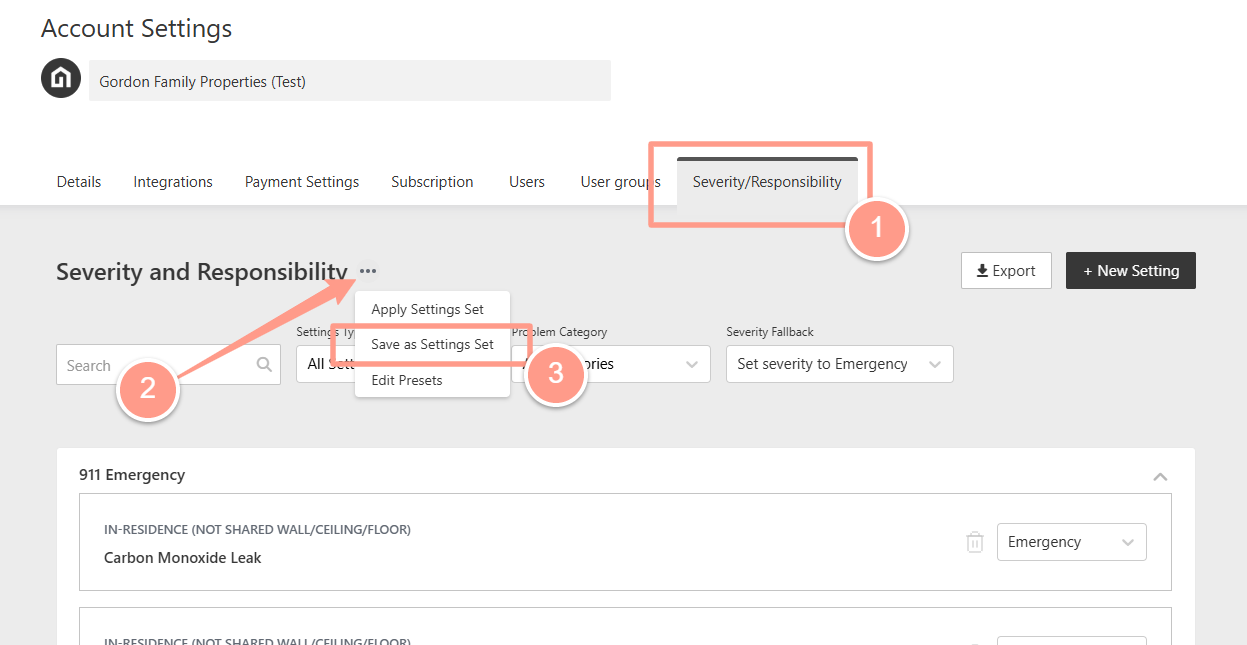 Account Settings
Gordon Family Properties (Test)
Details Integrations Payment Settings Subscription Users User groups Severity/Responsibility
1
Severity and Responsibility ...
Export
+ New Setting
Apply Settings Set
Save as Settings Set
Edit Presets
Search
2
Settings Ty
All Sett
3
Problem Category
ories
Severity Fallback
Set severity to Emergency
911 Emergency
IN-RESIDENCE (NOT SHARED WALL/CEILING/FLOOR)
Carbon Monoxide Leak
Emergency
IN-RESIDENCE (NOT SHARED WALL/CEILING/FLOOR)